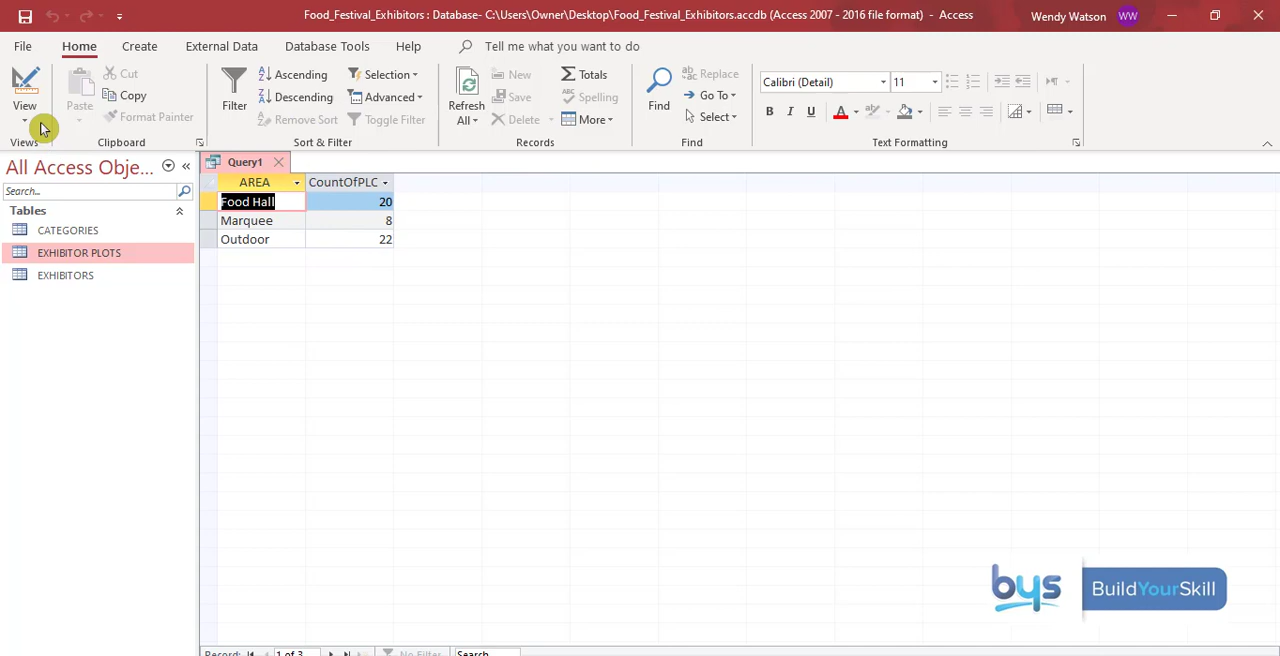 Food_Festival_Exhibitors : Database- C:\Users\Owner\Desktop\Food_Festival_Exhibitors.accdb (Access 2007 - 2016 file format) - Access
Wendy Watson WW
File Home Create External Data Database Tools Help Tell me what you want to do
View
Views
Paste
Cut
Copy
Format Painter
Clipboard
Filter
Ascending
Descending
Remove Sort
Selection
Advanced
Toggle Filter
Sort & Filter
Refresh
All
New
Save
Delete
Totals
Spelling
More
Records
Find
Replace
Go To
Select
Find
Calibri (Detail) 11
B I U A
Text Formatting
All Access Obje...
Search...
Tables
CATEGORIES
EXHIBITOR PLOTS
EXHIBITORS
Query1
AREA CountOfPLC
Food Hall 20
Marquee 8
Outdoor 22
bys BuildYourSkill
Record: 1 of 3 No Filter Search